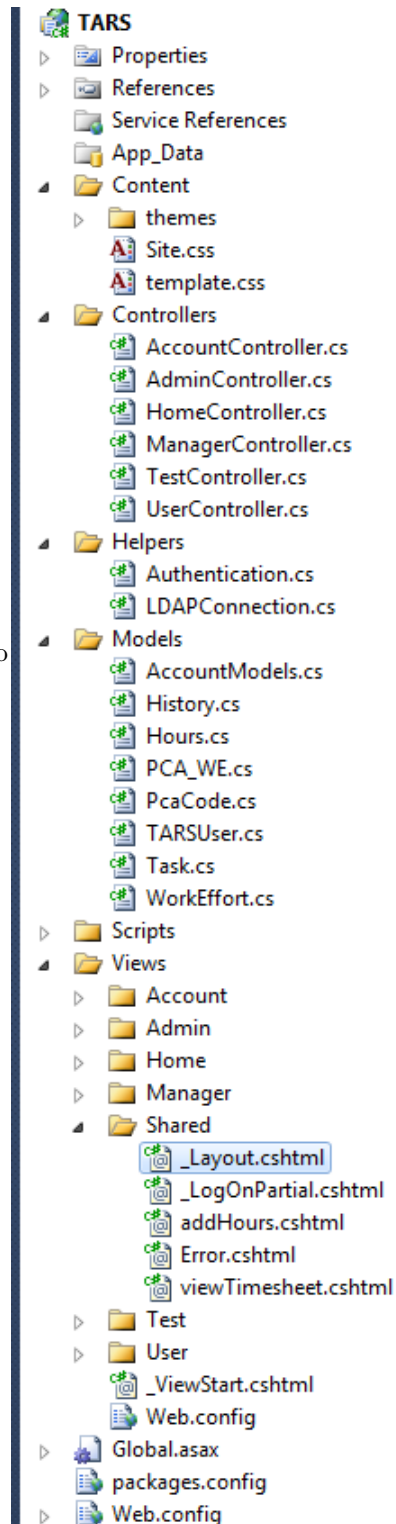 TARS
Properties
References
Service References
App_Data
Content
themes
Site.css
template.css
Controllers
AccountController.cs
AdminController.cs
HomeController.cs
ManagerController.cs
TestController.cs
UserController.cs
Helpers
Authentication.cs
LDAPConnection.cs
Models
AccountModels.cs
History.cs
Hours.cs
PCA_WE.cs
PcaCode.cs
TARSUser.cs
Task.cs
WorkEffort.cs
Scripts
Views
Account
Admin
Home
Manager
Shared
_Layout.cshtml
_LogOnPartial.cshtml
addHours.cshtml
Error.cshtml
viewTimesheet.cshtml
Test
User
_ViewStart.cshtml
Web.config
Global.asax
packages.config
Web.config